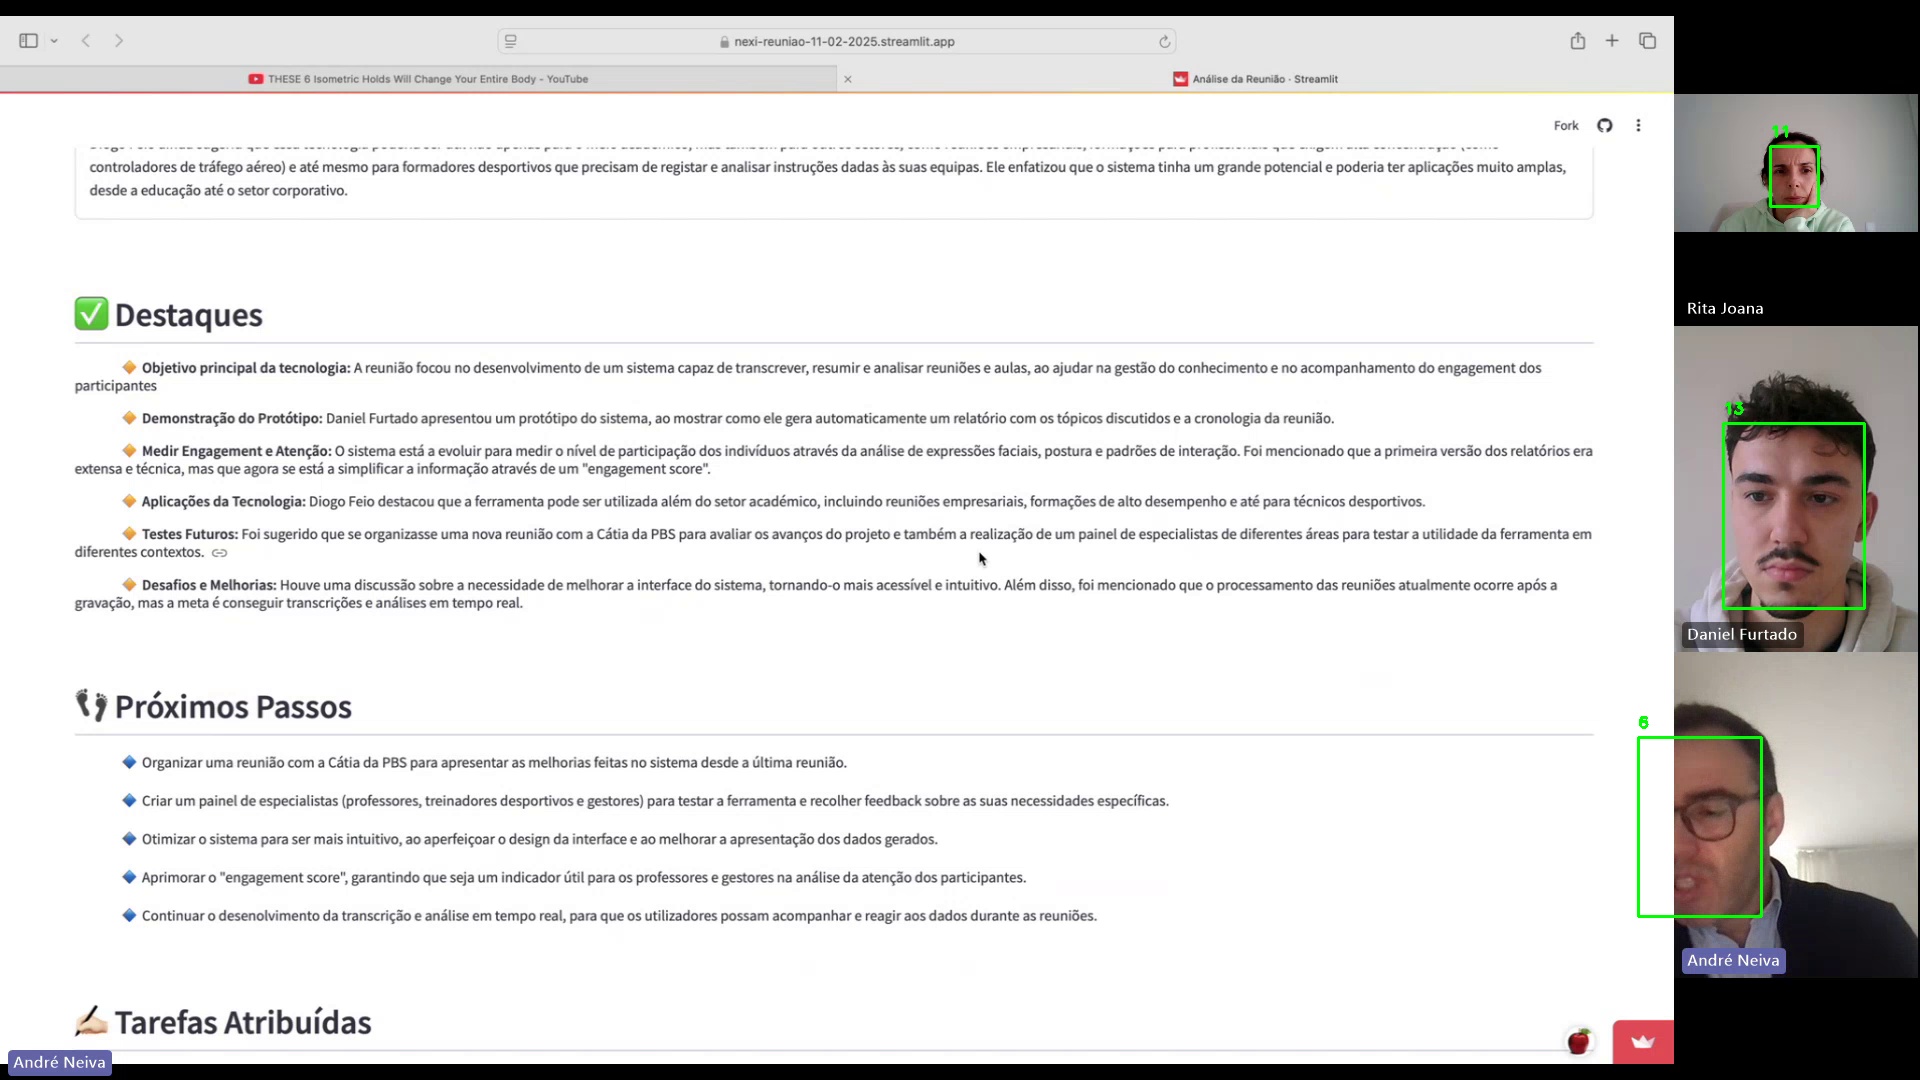 nexi-reuniao-11-02-2025.streamlit.app
THESE 6 Isometric Holds Will Change Your Entire Body - YouTube
Análise da Reunião · Streamlit
Fork
controladores de tráfego aéreo) e até mesmo para formadores desportivos que precisam de registar e analisar instruções dadas às suas equipas. Ele enfatizou que o sistema tinha um grande potencial e poderia ter aplicações muito amplas,
desde a educação até o setor corporativo.
Destaques
Objetivo principal da tecnologia: A reunião focou no desenvolvimento de um sistema capaz de transcrever, resumir e analisar reuniões e aulas, ao ajudar na gestão do conhecimento e no acompanhamento do engagement dos
participantes
Demonstração do Protótipo: Daniel Furtado apresentou um protótipo do sistema, ao mostrar como ele gera automaticamente um relatório com os tópicos discutidos e a cronologia da reunião.
Medir Engagement e Atenção: O sistema está a evoluir para medir o nível de participação dos indivíduos através da análise de expressões faciais, postura e padrões de interação. Foi mencionado que a primeira versão dos relatórios era
extensa e técnica, mas que agora se está a simplificar a informação através de um "engagement score".
Aplicações da Tecnologia: Diogo Feio destacou que a ferramenta pode ser utilizada além do setor académico, incluindo reuniões empresariais, formações de alto desempenho e até para técnicos desportivos.
Testes Futuros: Foi sugerido que se organizasse uma nova reunião com a Cátia da PBS para avaliar os avanços do projeto e também a realização de um painel de especialistas de diferentes áreas para testar a utilidade da ferramenta em
diferentes contextos.
Desafios e Melhorias: Houve uma discussão sobre a necessidade de melhorar a interface do sistema, tornando-o mais acessível e intuitivo. Além disso, foi mencionado que o processamento das reuniões atualmente ocorre após a
gravação, mas a meta é conseguir transcrições e análises em tempo real.
Próximos Passos
Organizar uma reunião com a Cátia da PBS para apresentar as melhorias feitas no sistema desde a última reunião.
Criar um painel de especialistas (professores, treinadores desportivos e gestores) para testar a ferramenta e recolher feedback sobre as suas necessidades específicas.
Otimizar o sistema para ser mais intuitivo, ao aperfeiçoar o design da interface e ao melhorar a apresentação dos dados gerados.
Aprimorar o "engagement score", garantindo que seja um indicador útil para os professores e gestores na análise da atenção dos participantes.
Continuar o desenolvimento da transcrição e análise em tempo real, para que os utilizadores possam acompanhar e reagir aos dados durante as reuniões.
Tarefas Atribuídas
André Neiva
11
Rita Joana
13
Daniel Furtado
6
André Neiva